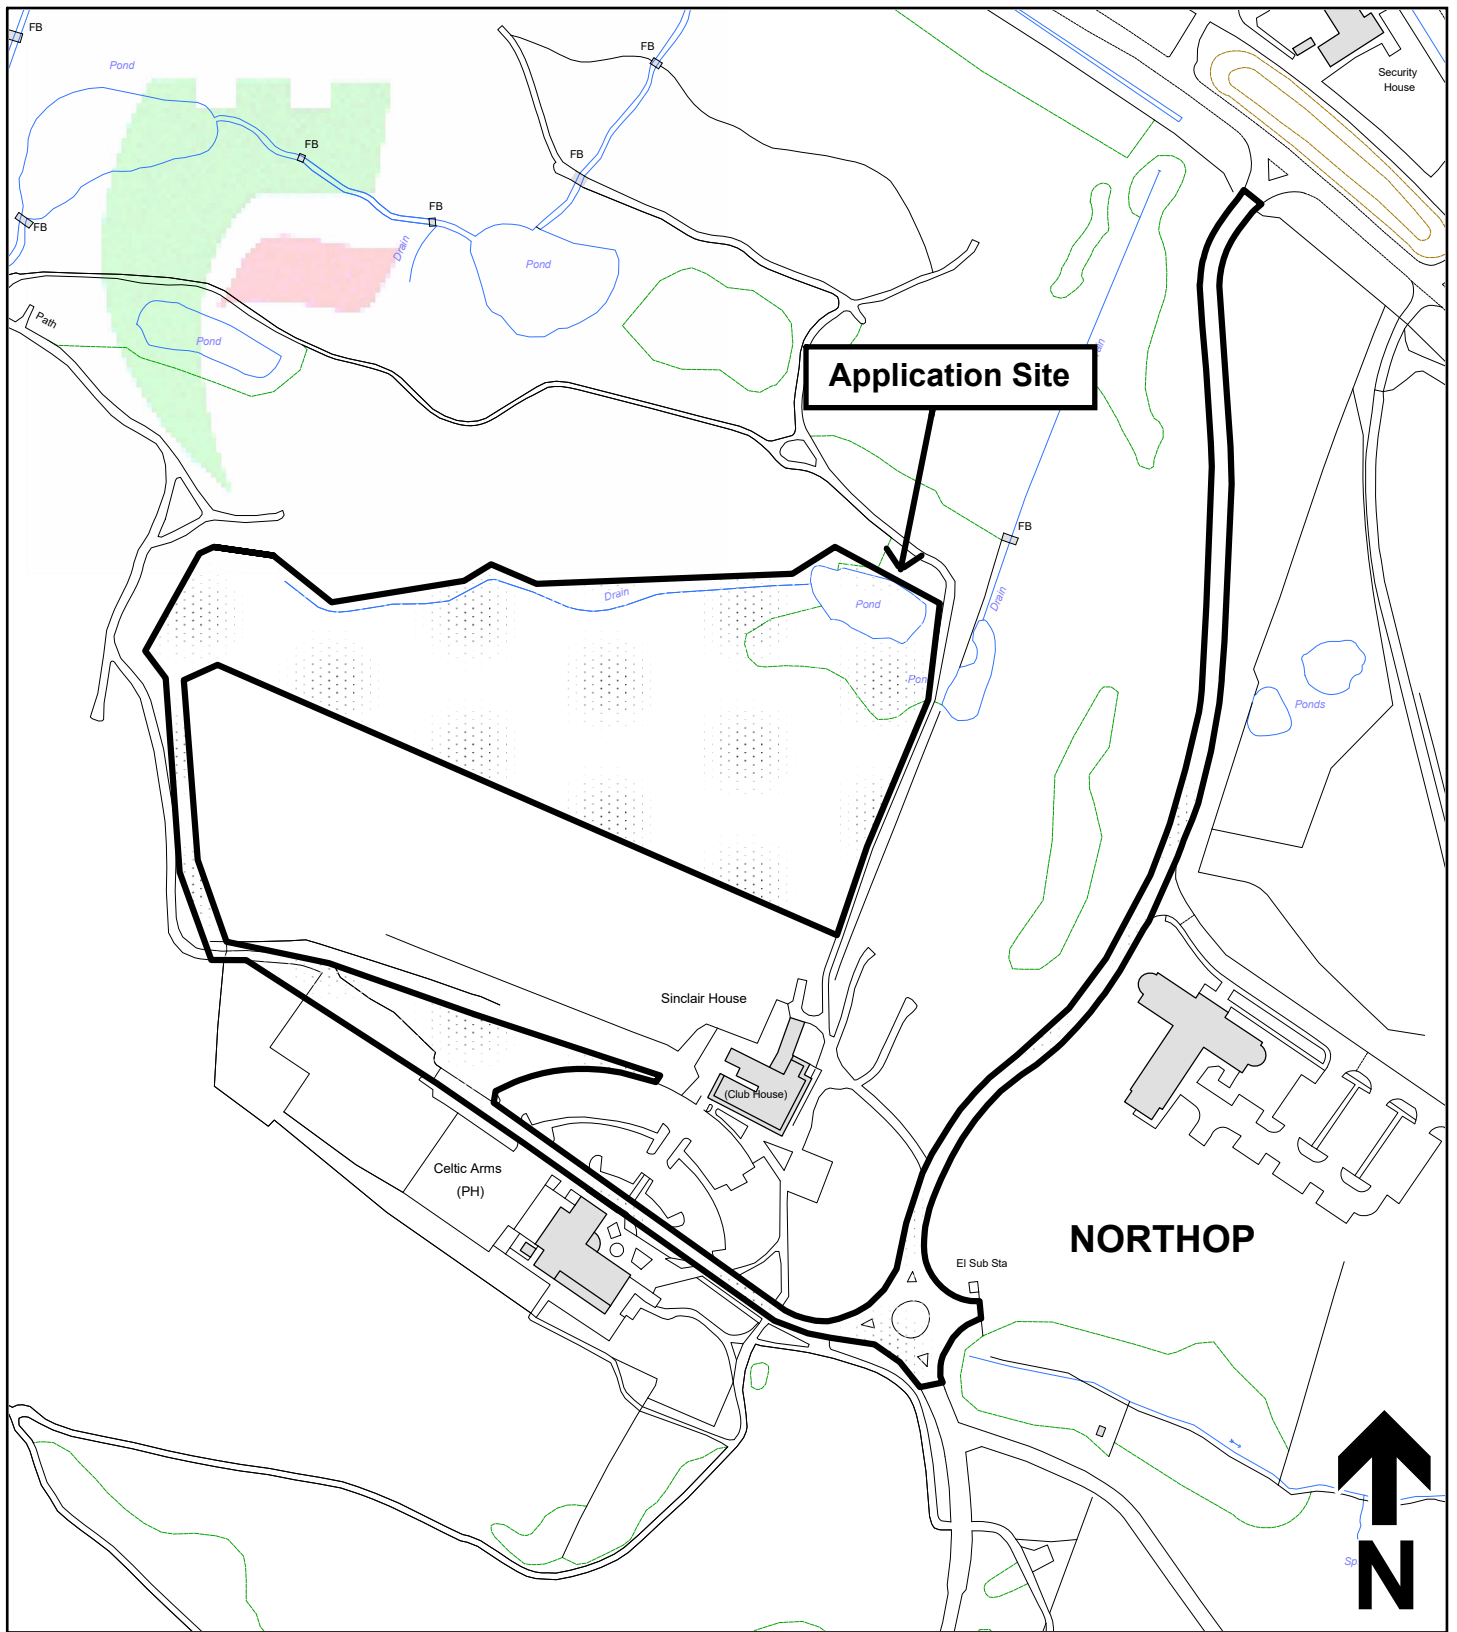 FB
FB
Pond
Security
House
FB
FB
FB
FB
Drain
Pond
Path
Pond
Application Site
FB
Drain
Pond
Drain
Ponds
Sinclair House
(Club House)
Celtic Arms
(PH)
NORTHOP
El Sub Sta
N